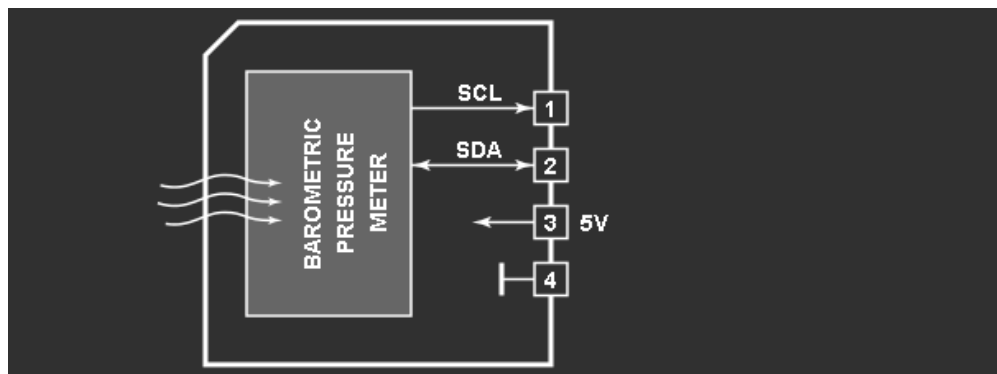 BAROMETRIC
PRESSURE
METER
SCL
1
SDA
2
3 5V
4